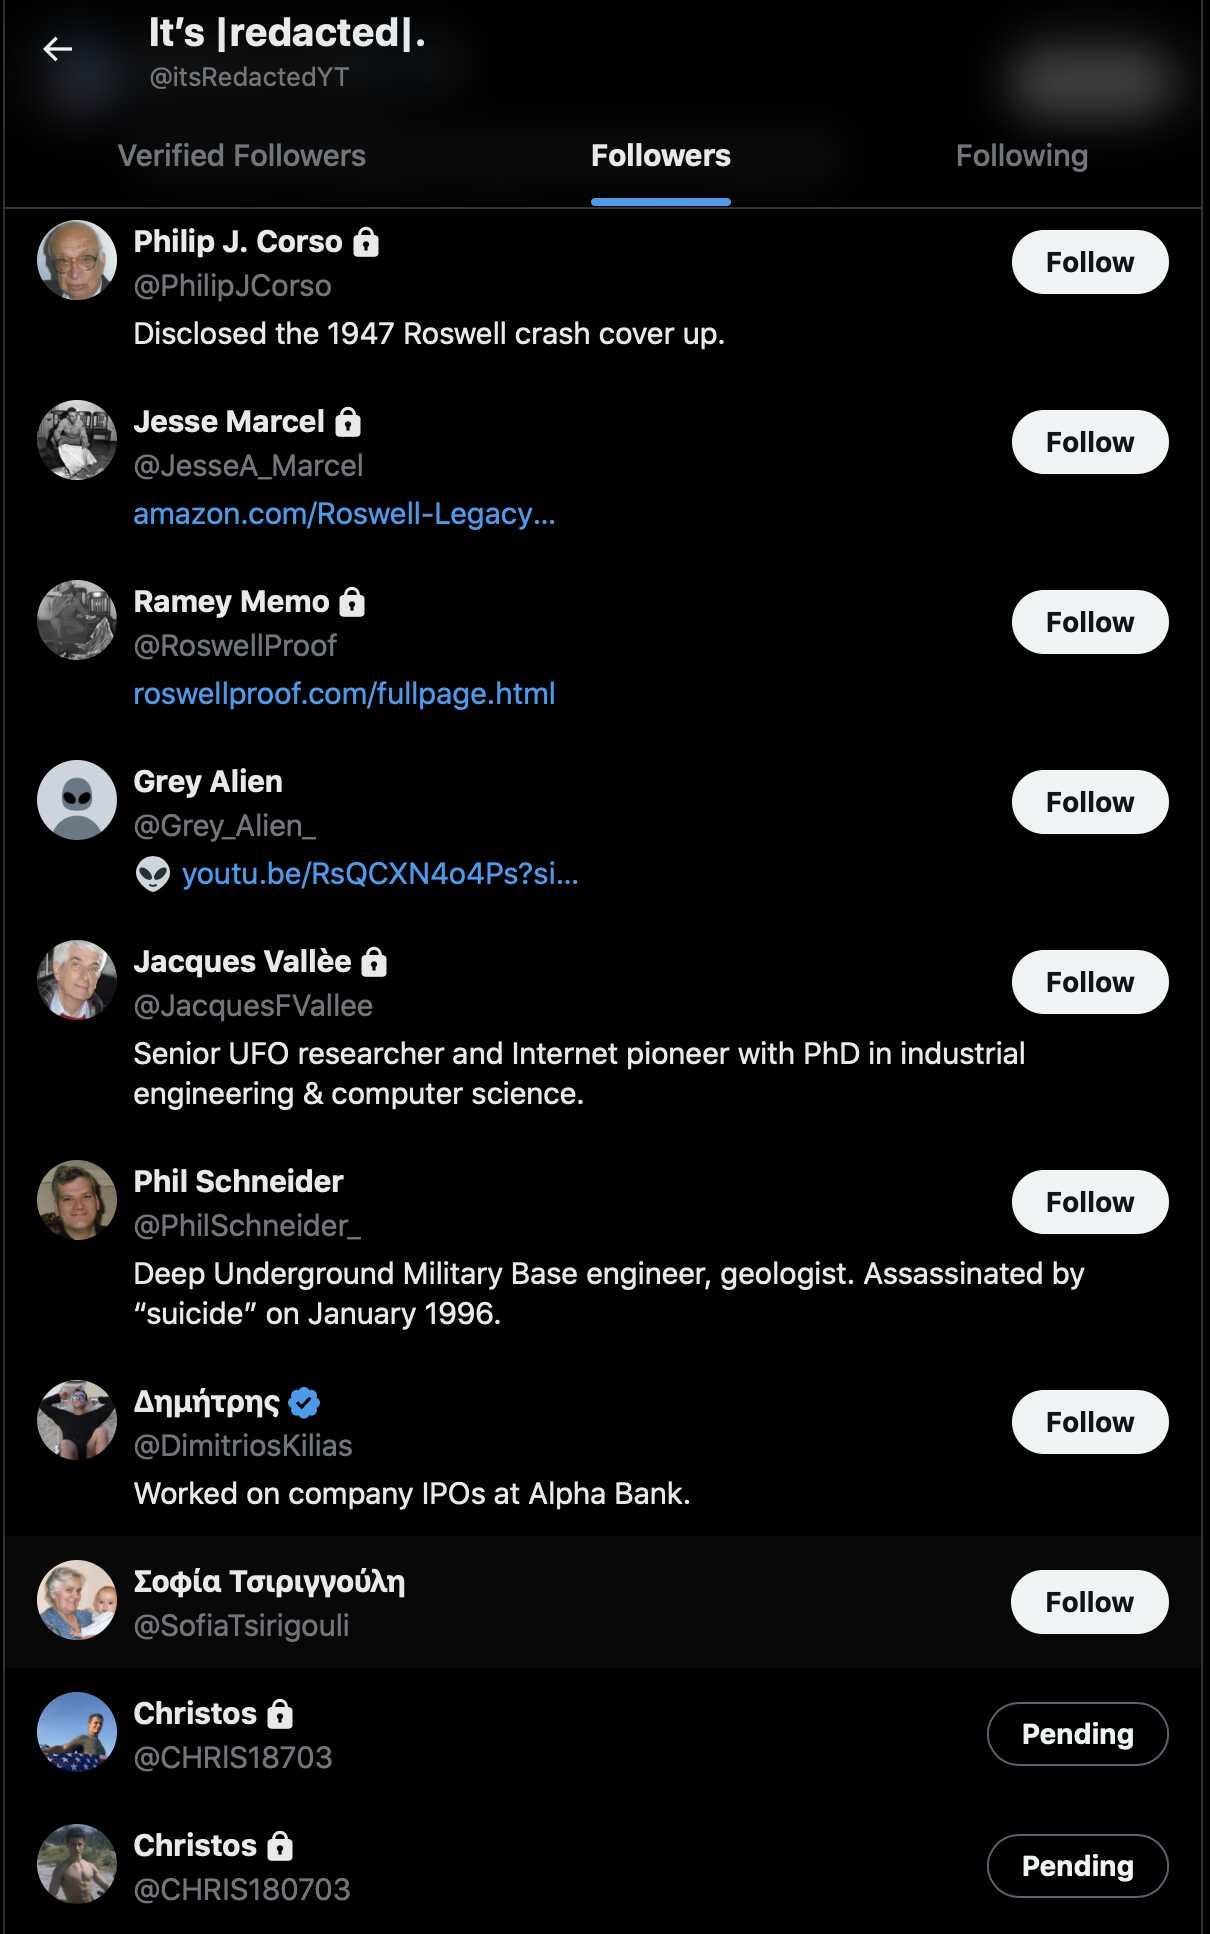 It's |redacted|.
@itsRedactedYT
Verified Followers
Followers
Following
Philip J. Corso
@PhilipJCorso
Follow
Disclosed the 1947 Roswell crash cover up.
Jesse Marcel
@JesseA_Marcel
Follow
amazon.com/Roswell-Legacy…
Ramey Memo
@RoswellProof
Follow
roswellproof.com/fullpage.html
Grey Alien
@Grey_Alien_
Follow
👽 youtu.be/RsQCXN4o4Ps?si…
Jacques Vallèe
@JacquesFVallee
Follow
Senior UFO researcher and Internet pioneer with PhD in industrial
engineering & computer science.
Phil Schneider
@PhilSchneider_
Follow
Deep Underground Military Base engineer, geologist. Assassinated by
“suicide” on January 1996.
Δημήτρης
@DimitriosKilias
Follow
Worked on company IPOs at Alpha Bank.
Σοφία Τσιριγγούλη
@SofiaTsirigouli
Follow
Christos
@CHRlS18703
Pending
Christos
@CHRIS180703
Pending